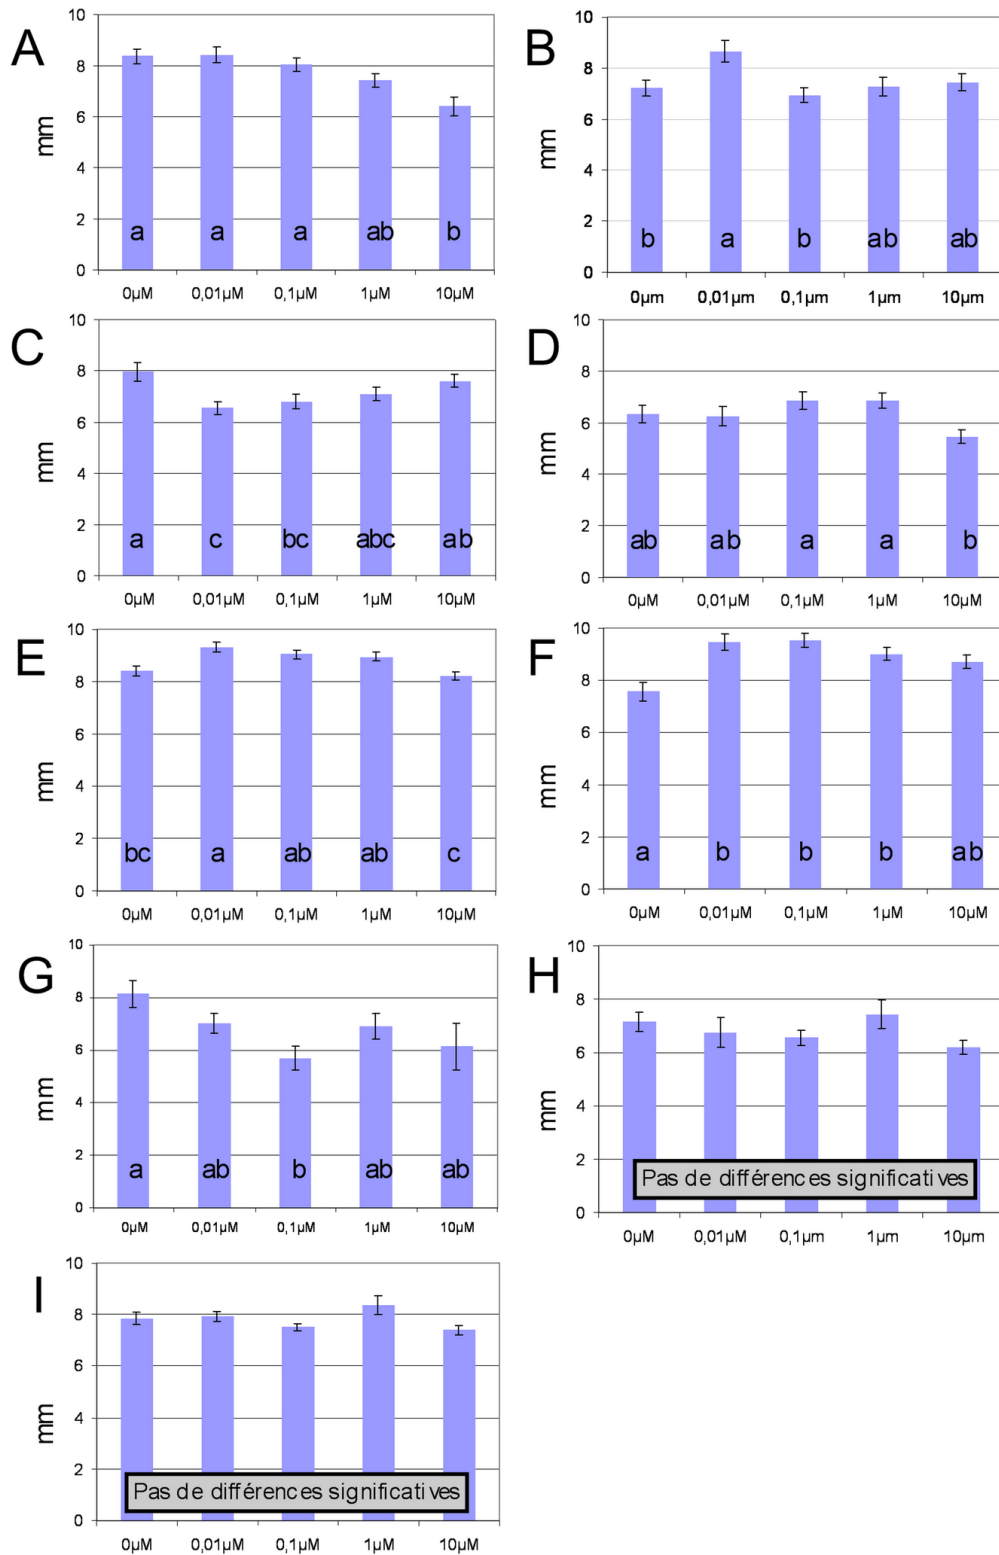 A
mm
10
8
6
4
2
0
a a a ab b
0µM 0,01µM 0,1µM 1µM 10µM
B
mm
10
8
6
4
2
0
b a b ab ab
0µm 0,01µm 0,1µm 1µm 10µm
C
mm
10
8
6
4
2
0
a c bc abc ab
0µM 0,01µM 0,1µM 1µM 10µM
D
mm
10
8
6
4
2
0
ab ab a a b
0µM 0,01µM 0,1µM 1µM 10µM
E
mm
10
8
6
4
2
0
bc a ab ab c
0µM 0,01µM 0,1µM 1µM 10µM
F
mm
10
8
6
4
2
0
a b b b ab
0µM 0,01µM 0,1µM 1µM 10µM
G
mm
10
8
6
4
2
0
a ab b ab ab
0µM 0,01µM 0,1µM 1µM 10µM
H
mm
10
8
6
4
2
0
Pas de différences significatives
0µM 0,01µM 0,1µm 1µm 10µm
I
mm
10
8
6
4
2
0
Pas de différences significatives
0µM 0,01µM 0,1µM 1µM 10µM